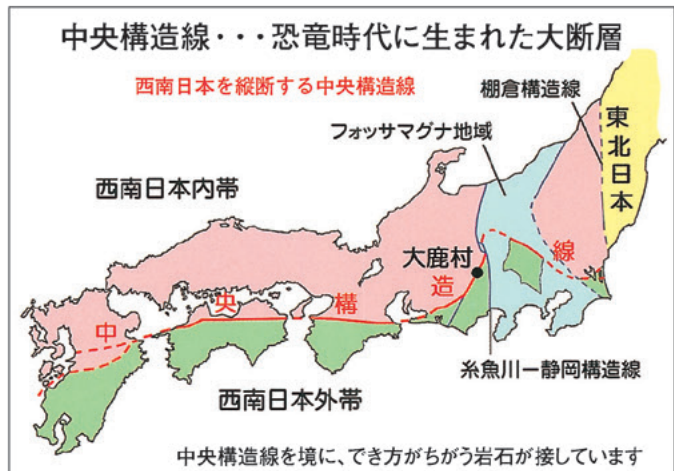 中央構造線・・・恐竜時代に生まれた大断層
西南日本を縦断する中央構造線
棚倉構造線
フォッサマグナ地域
東北日本
西南日本内帯
大鹿村
中央構造線
糸魚川ー静岡構造線
西南日本外帯
中央構造線を境に、でき方がちがう岩石が接しています